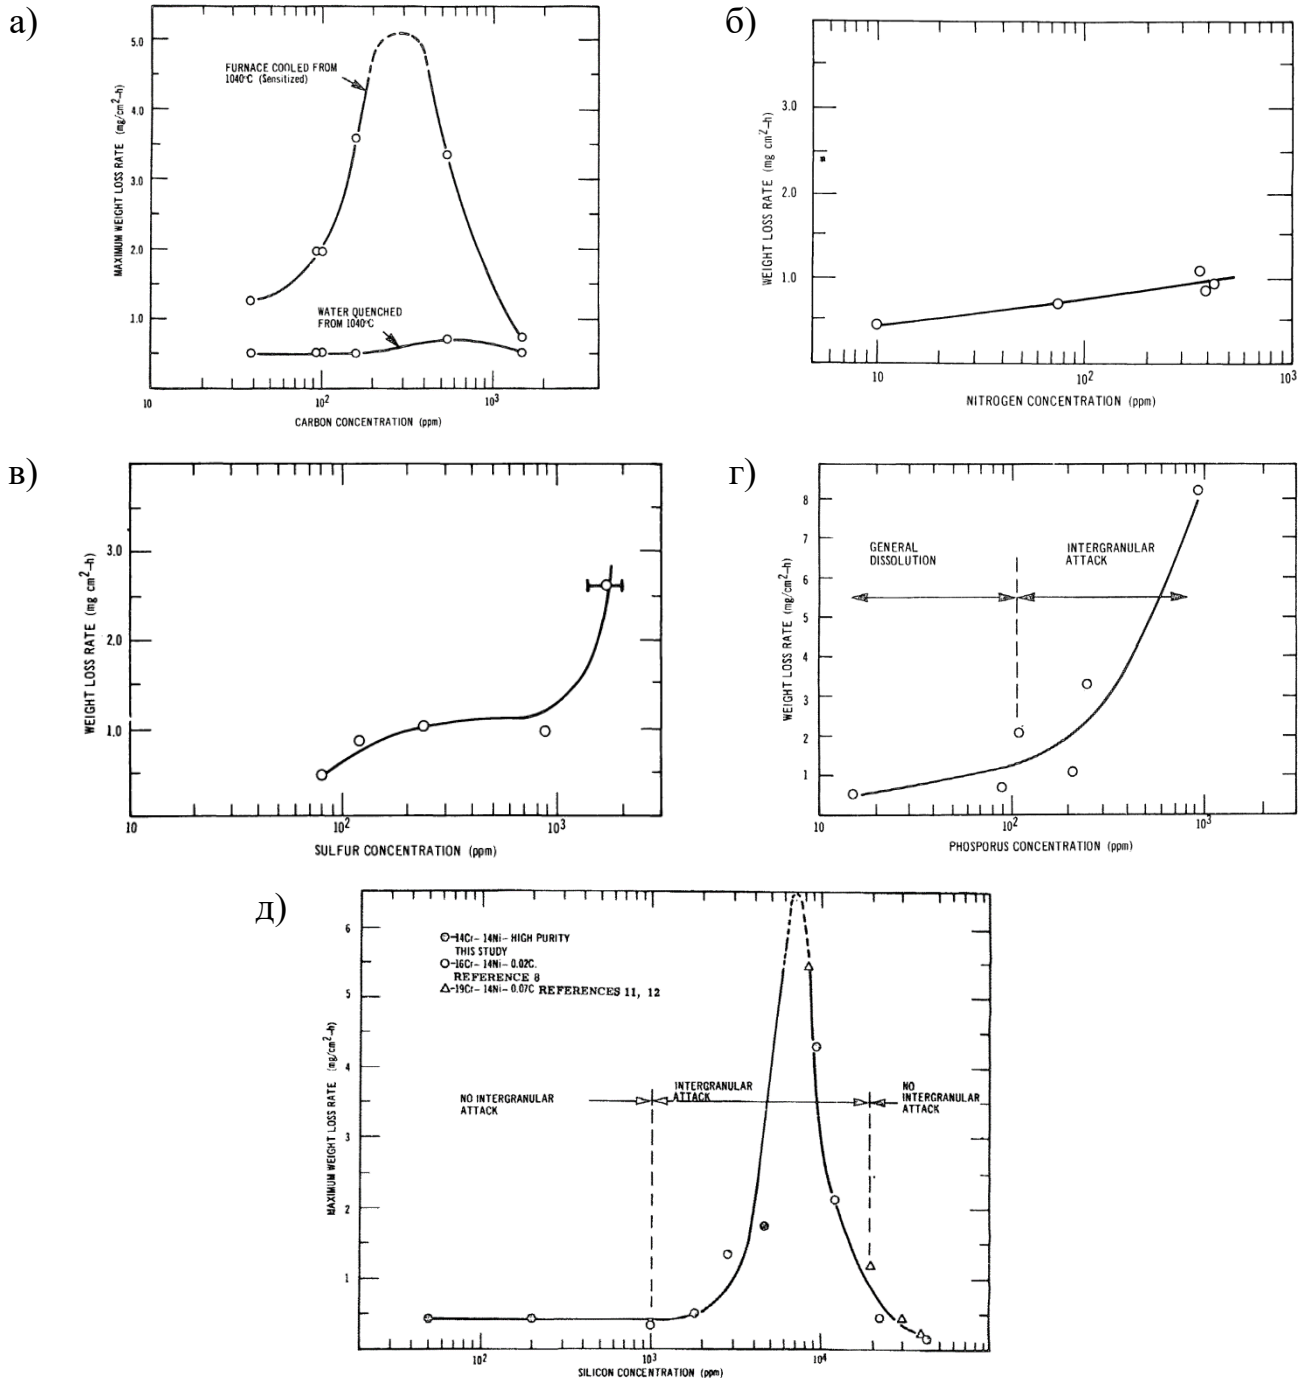 а)
5.0
4.0
3.0
2.0
1.0
MAXIMUM WEIGHT LOSS RATE (mg/cm²-h)
FURNACE COOLED FROM
1040°C (Sensitized)
WATER QUENCHED
FROM 1040°C
10
10²
10³
CARBON CONCENTRATION (ppm)
б)
3.0
2.0
1.0
WEIGHT LOSS RATE (mg cm²-h)
10
10²
10³
NITROGEN CONCENTRATION (ppm)
в)
3.0
2.0
1.0
WEIGHT LOSS RATE (mg cm²-h)
10
10²
10³
SULFUR CONCENTRATION (ppm)
г)
8
7
6
5
4
3
2
1
WEIGHT LOSS RATE (mg/cm²-h)
GENERAL
DISSOLUTION
INTERGRANULAR
ATTACK
10
10²
10³
PHOSPORUS CONCENTRATION (ppm)
д)
6
5
4
3
2
1
MAXIMUM WEIGHT LOSS RATE (mg/cm²-h)
14Cr- 14Ni- HIGH PURITY
THIS STUDY
16Cr- 14Ni- 0.02C.
REFERENCE 8
19Cr- 14Ni- 0.07C REFERENCES 11, 12
NO INTERGRANULAR
ATTACK
INTERGRANULAR
ATTACK
NO
INTERGRANULAR
ATTACK
10²
10³
10⁴
SILICON CONCENTRATION (ppm)